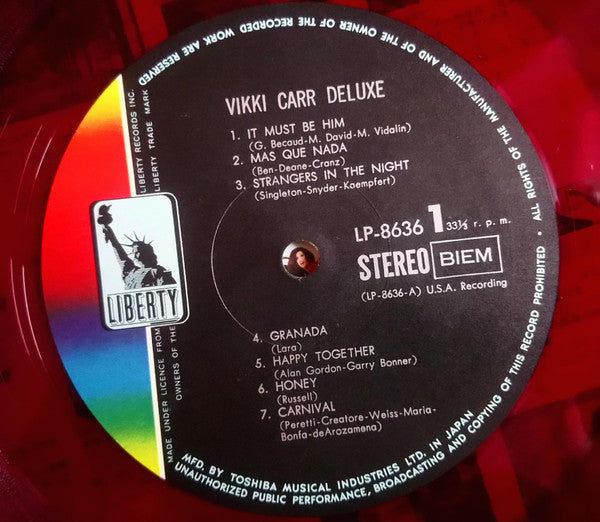 VIKKI CARR DELUXE
1. IT MUST BE HIM
(G. Becaud-M. David-M. Vidalin)
2. MAS QUE NADA
(Ben-Deane-Cranz)
3. STRANGERS IN THE NIGHT
(Singleton-Snyder-Kaempfert)
LP-8636 1 33⅓ r. p. m.
STEREO BIEM
(LP-8636-A) U.S.A. Recording
LIBERTY
4. GRANADA
(Lara)
5. HAPPY TOGETHER
(Alan Gordon-Garry Bonner)
6. HONEY
(Russell)
7. CARNIVAL
(Peretti-Creatore-Weiss-Maria-
Bonfa-deArozamena)
MFD. BY TOSHIBA MUSICAL INDUSTRIES LTD. IN JAPAN
ALL RIGHTS OF THE MANUFACTURER AND OF THE OWNER OF THE RECORDED WORK ARE RESERVED
UNAUTHORIZED PUBLIC PERFORMANCE, BROADCASTING AND COPYING OF THIS RECORD PROHIBITED •
MADE UNDER LICENCE FROM LIBERTY RECORDS INC.
OWNERS OF THE LIBERTY TRADE MARK